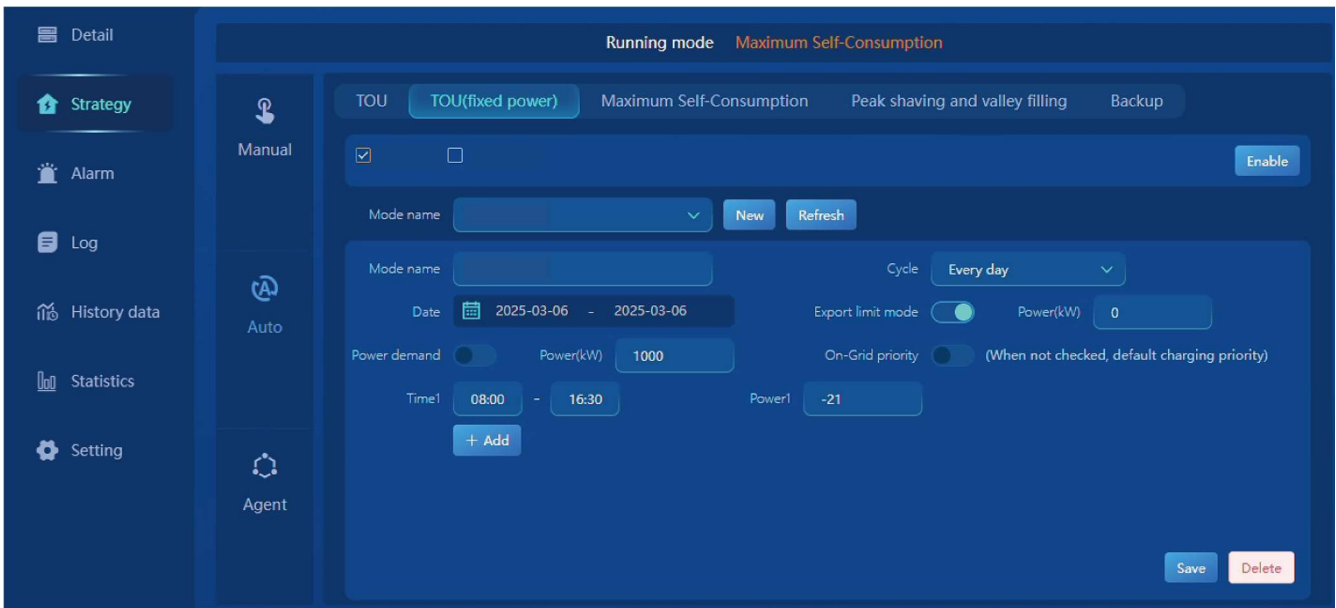 Detail
Strategy
Alarm
Log
History data
Statistics
Setting
Running mode Maximum Self-Consumption
Manual
Auto
Agent
TOU TOU(fixed power) Maximum Self-Consumption Peak shaving and valley filling Backup
Enable
Mode name New Refresh
Mode name Cycle Every day
Date 2025-03-06 - 2025-03-06 Export limit mode Power(kW) 0
Power demand Power(kW) 1000 On-Grid priority (When not checked, default charging priority)
Time1 08:00 - 16:30 Power1 -21
+ Add
Save Delete